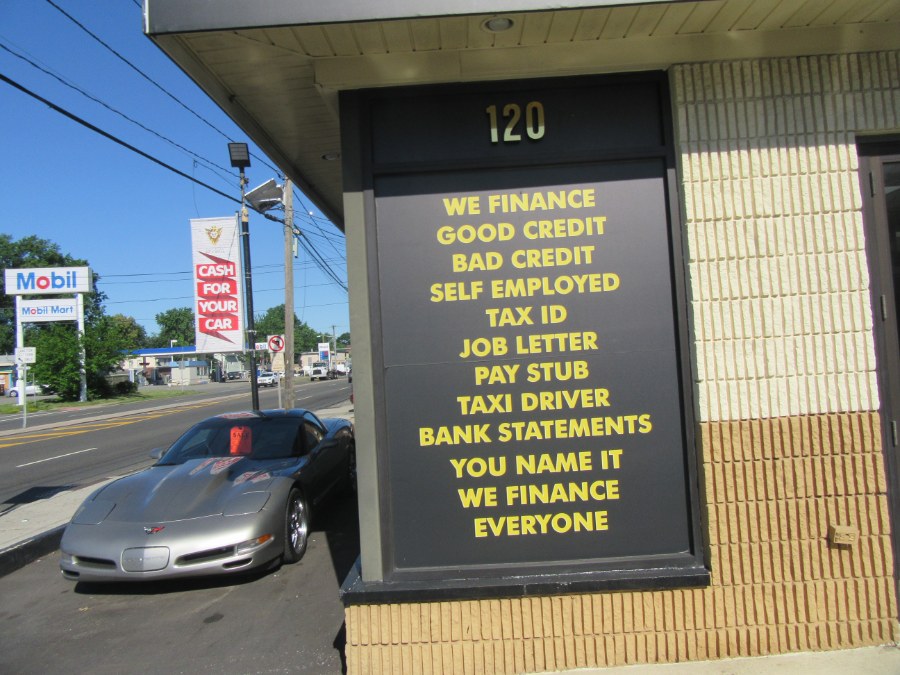 120
WE FINANCE
GOOD CREDIT
BAD CREDIT
SELF EMPLOYED
TAX ID
JOB LETTER
PAY STUB
TAXI DRIVER
BANK STATEMENTS
YOU NAME IT
WE FINANCE
EVERYONE
Mobil
Mobil Mart
CASH
FOR
YOUR
CAR